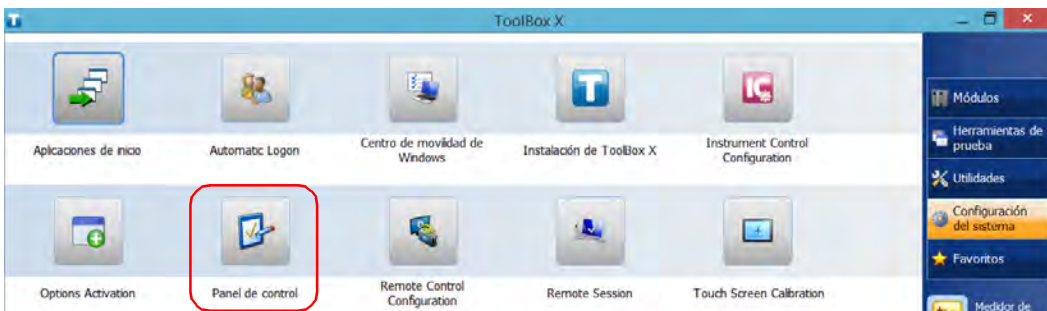 ToolBox X
Aplicaciones de inicio
Automatic Logon
Centro de movilidad de
Windows
Instalación de ToolBox X
Instrument Control
Configuration
Options Activation
Panel de control
Remote Control
Configuration
Remote Session
Touch Screen Calibration
Módulos
Herramientas de
prueba
Utilidades
Configuración
del sistema
Favoritos
Medidor de